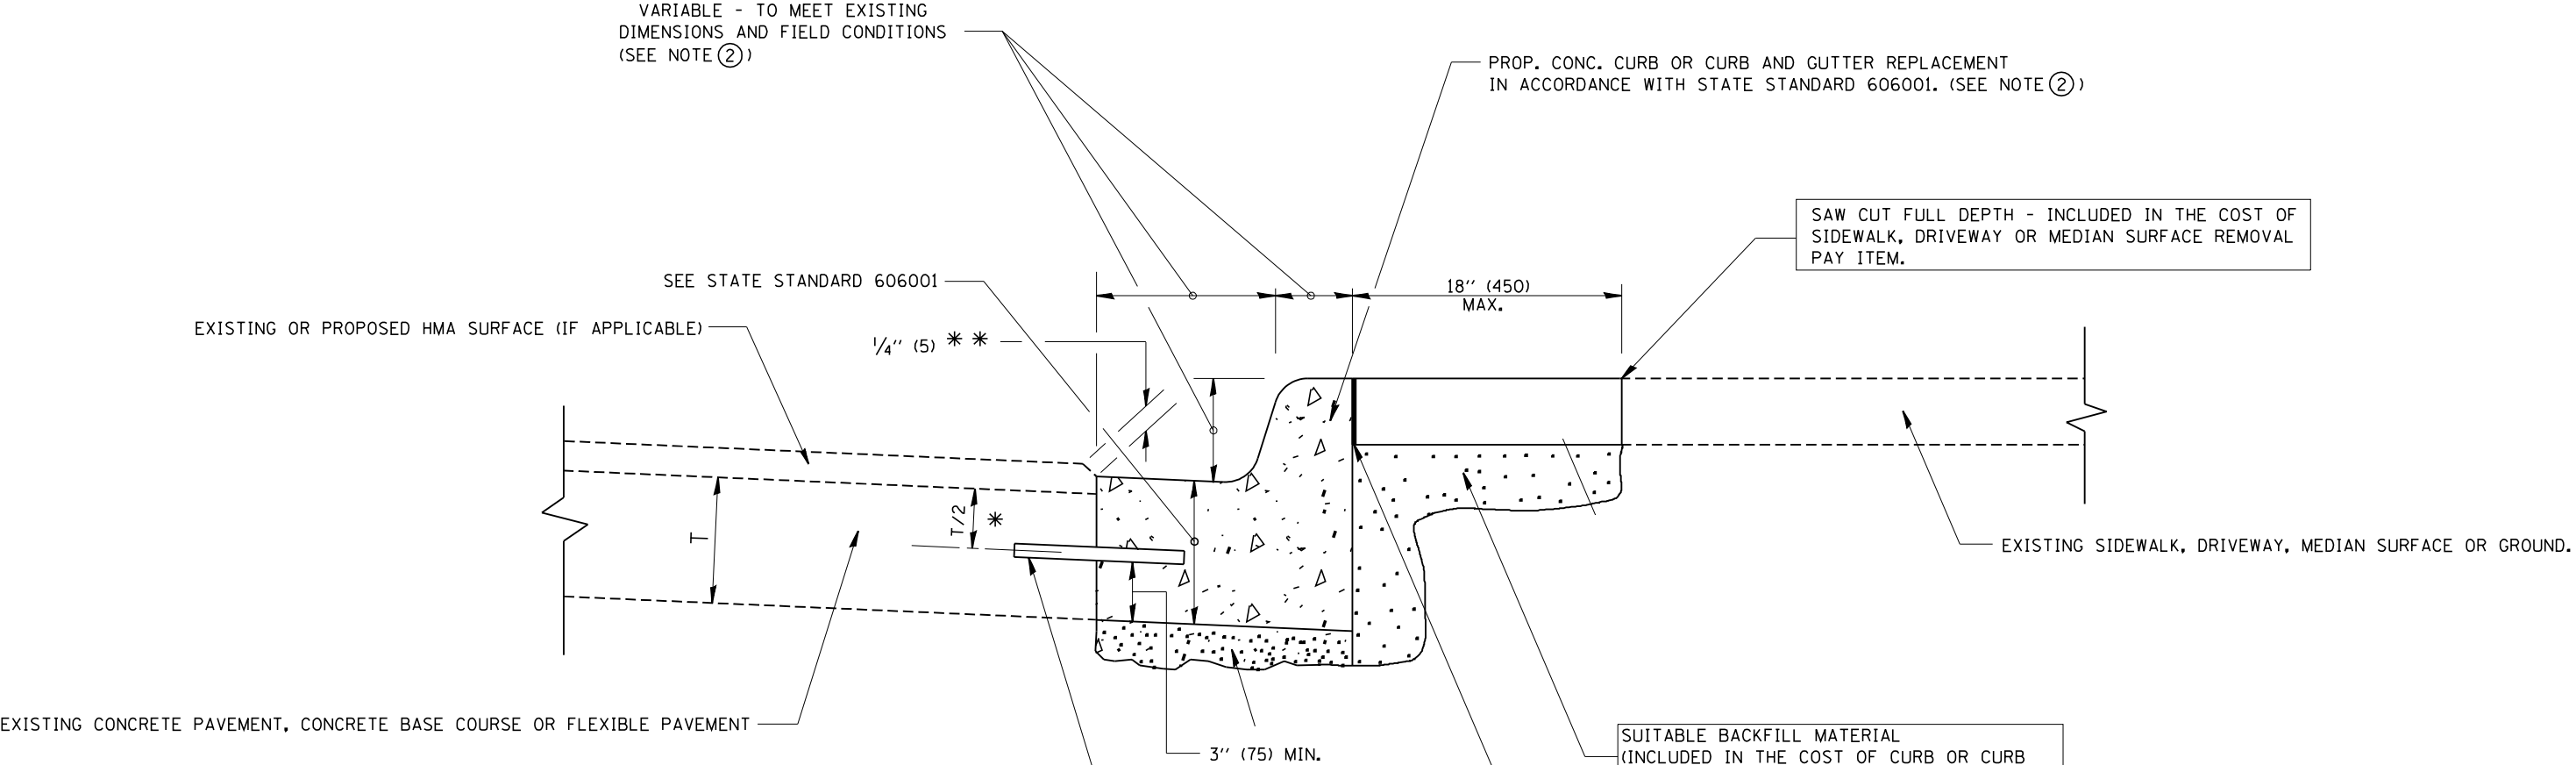 VARIABLE - TO MEET EXISTING
DIMENSIONS AND FIELD CONDITIONS
(SEE NOTE ②)
PROP. CONC. CURB OR CURB AND GUTTER REPLACEMENT
IN ACCORDANCE WITH STATE STANDARD 606001. (SEE NOTE ②)
SAW CUT FULL DEPTH - INCLUDED IN THE COST OF
SIDEWALK, DRIVEWAY OR MEDIAN SURFACE REMOVAL
PAY ITEM.
SEE STATE STANDARD 606001
18'' (450)
MAX.
EXISTING OR PROPOSED HMA SURFACE (IF APPLICABLE)
1/4'' (5) * *
T
T/2 *
EXISTING SIDEWALK, DRIVEWAY, MEDIAN SURFACE OR GROUND.
EXISTING CONCRETE PAVEMENT, CONCRETE BASE COURSE OR FLEXIBLE PAVEMENT
3'' (75) MIN.
SUITABLE BACKFILL MATERIAL
(INCLUDED IN THE COST OF CURB OR CURB